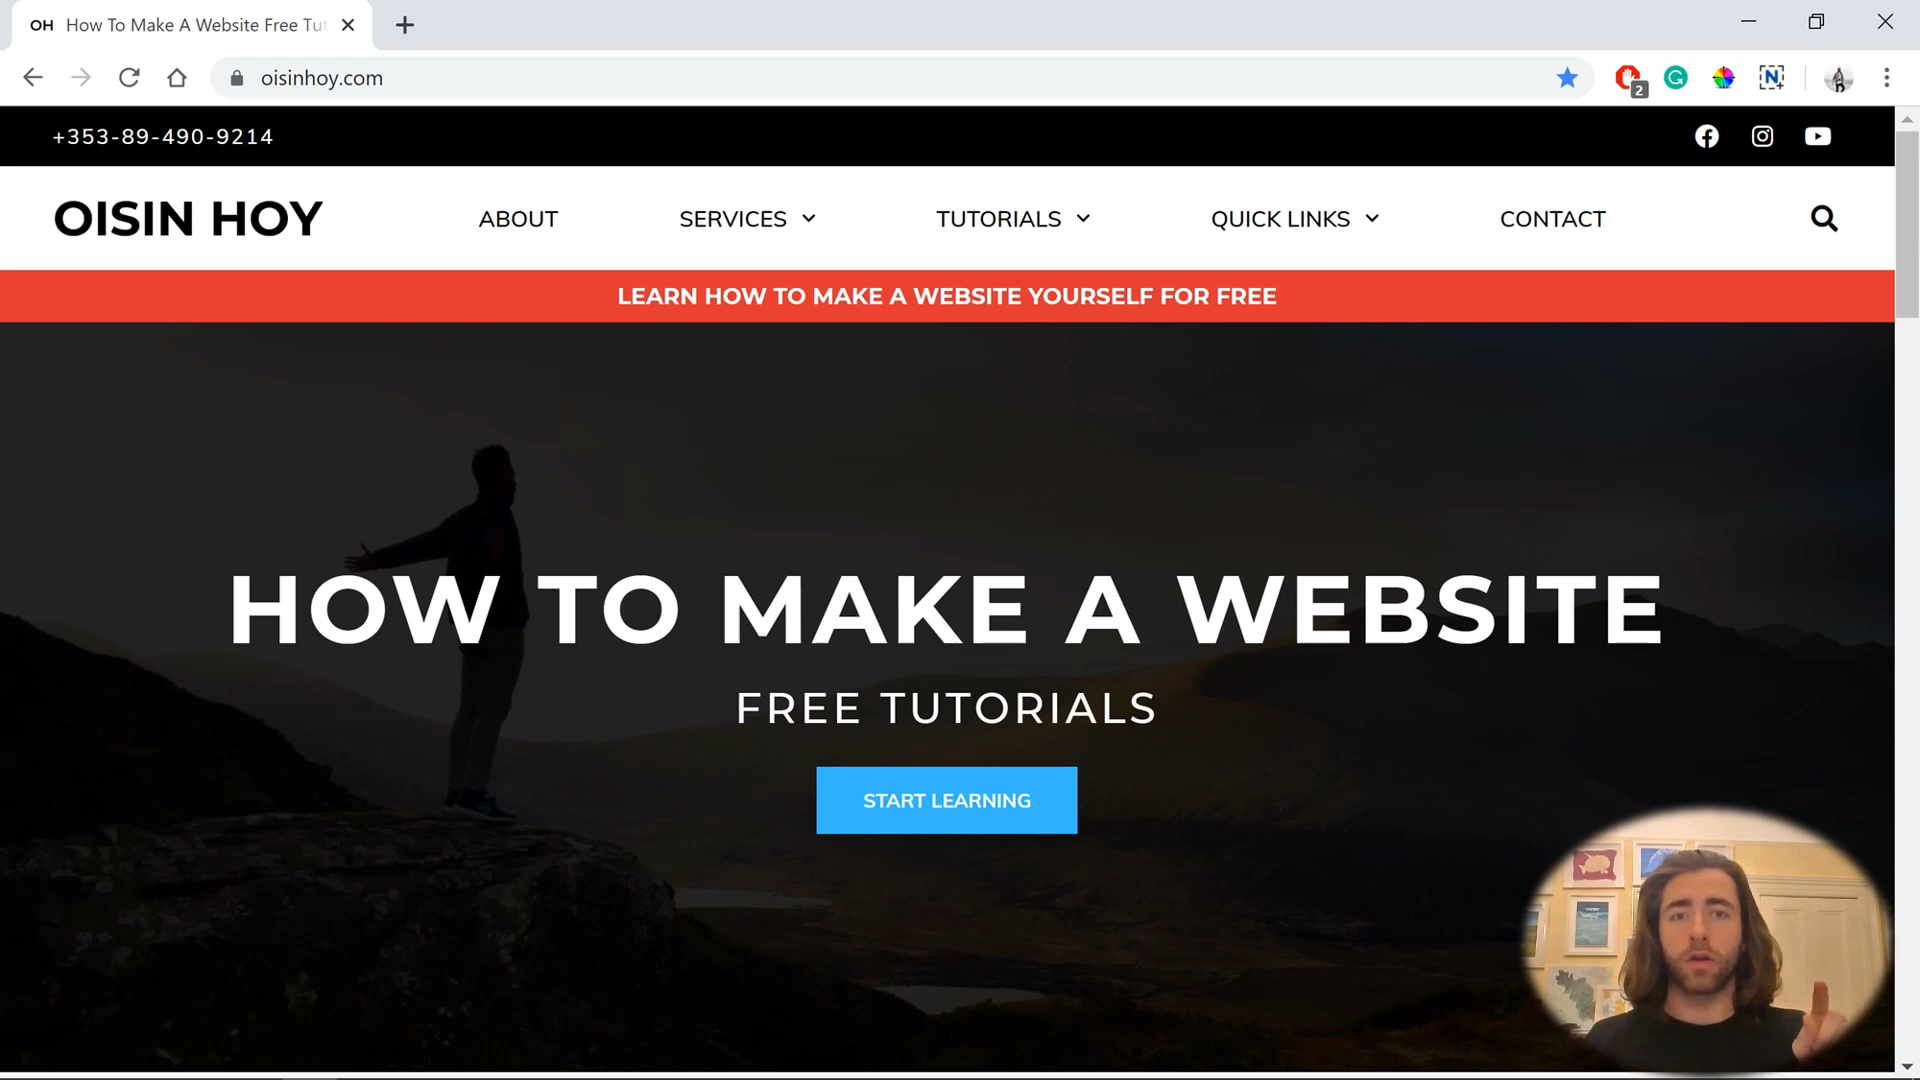 OH How To Make A Website Free Tut
oisinhoy.com
2
N
+353-89-490-9214
OISIN HOY
ABOUT
SERVICES
TUTORIALS
QUICK LINKS
CONTACT
LEARN HOW TO MAKE A WEBSITE YOURSELF FOR FREE
HOW TO MAKE A WEBSITE
FREE TUTORIALS
START LEARNING